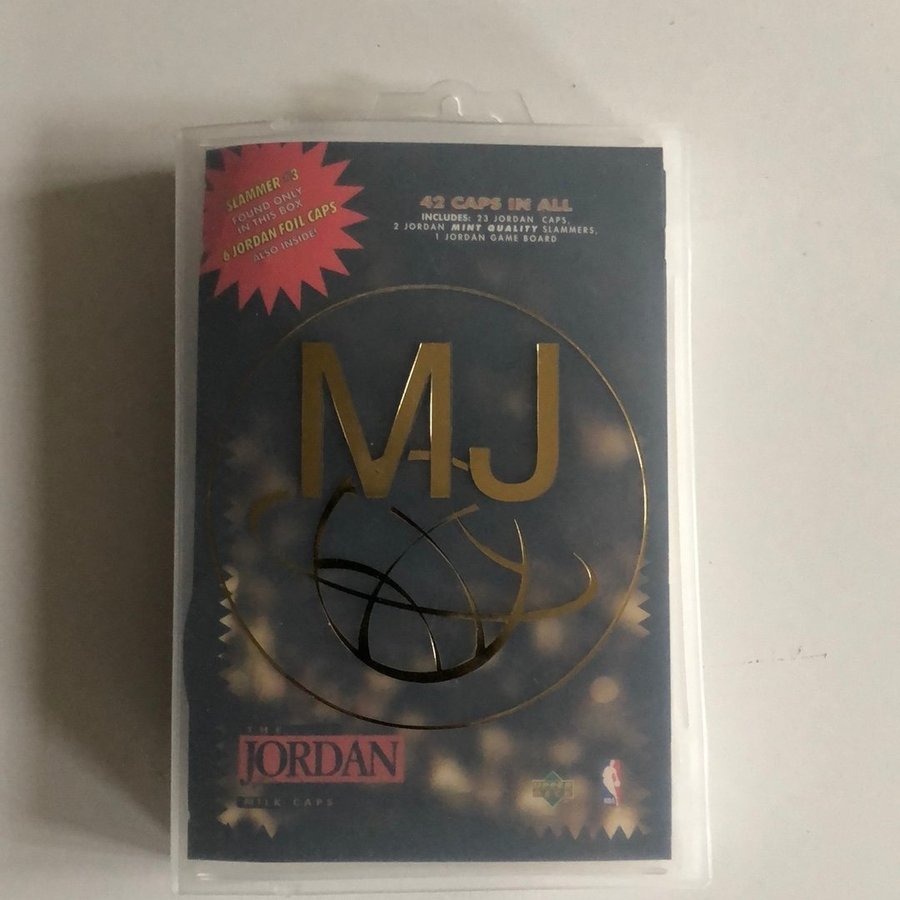 SLAMMER #3
FOUND ONLY
IN THIS BOX
6 JORDAN FOIL CAPS
ALSO INSIDE!
42 CAPS IN ALL
INCLUDES: 23 JORDAN CAPS,
2 JORDAN MINT QUALITY SLAMMERS,
1 JORDAN GAME BOARD
MJ
THE
JORDAN
MILK CAPS
UPPER